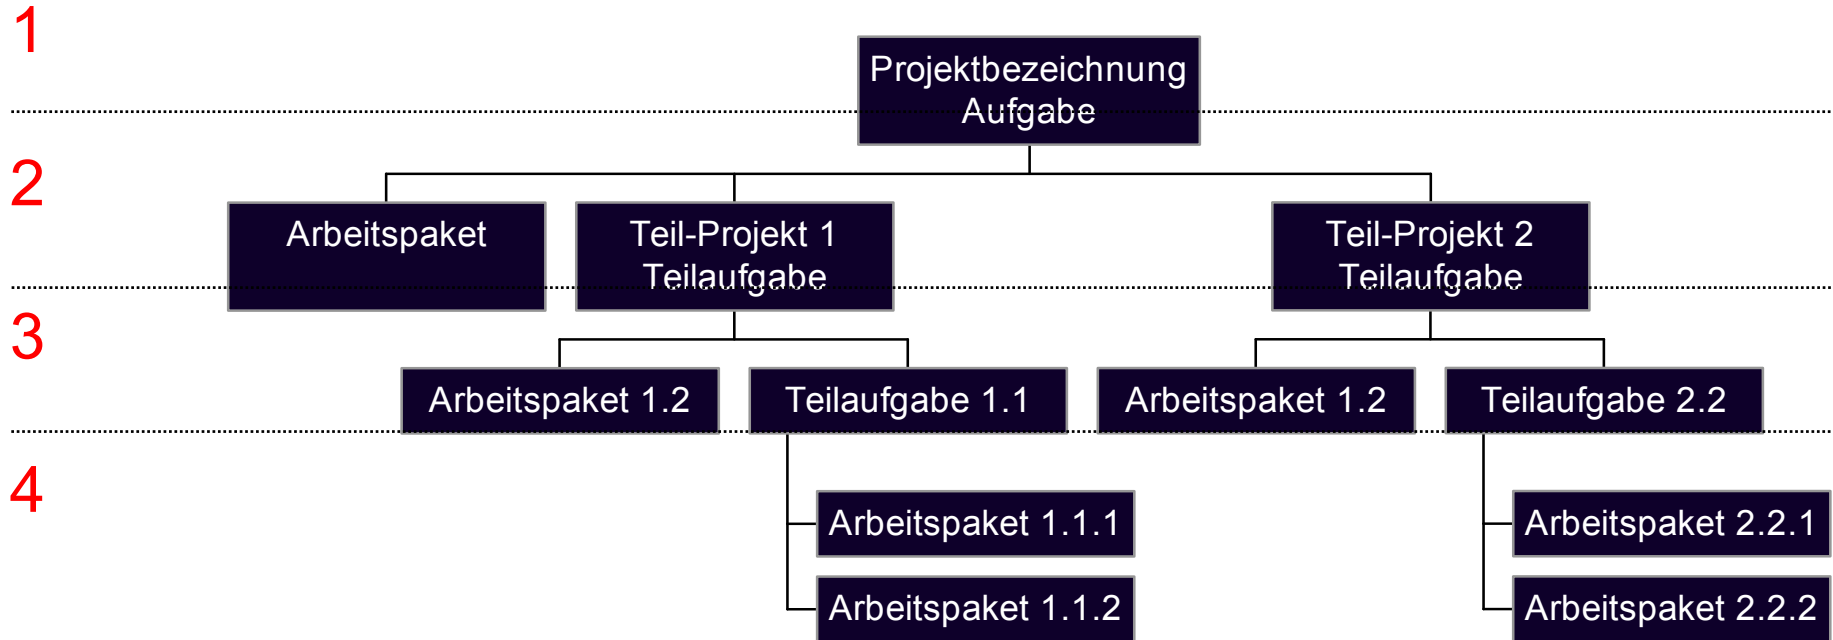 1
Projektbezeichnung
Aufgabe
2
Arbeitspaket
Teil-Projekt 1
Teilaufgabe
Teil-Projekt 2
Teilaufgabe
3
Arbeitspaket 1.2
Teilaufgabe 1.1
Arbeitspaket 1.2
Teilaufgabe 2.2
4
Arbeitspaket 1.1.1
Arbeitspaket 2.2.1
Arbeitspaket 1.1.2
Arbeitspaket 2.2.2